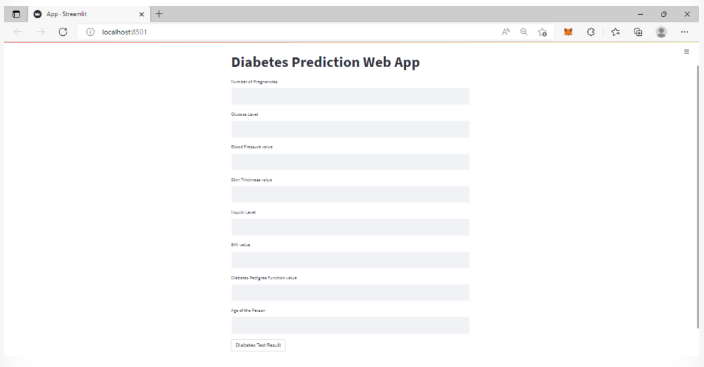 App · Streamlit
localhost:8501
Diabetes Prediction Web App
Number of Pregnancies
Glucose Level
Blood Pressure value
Skin Thickness value
Insulin Level
BMI value
Diabetes Pedigree Function value
Age of the Person
Diabetes Test Result